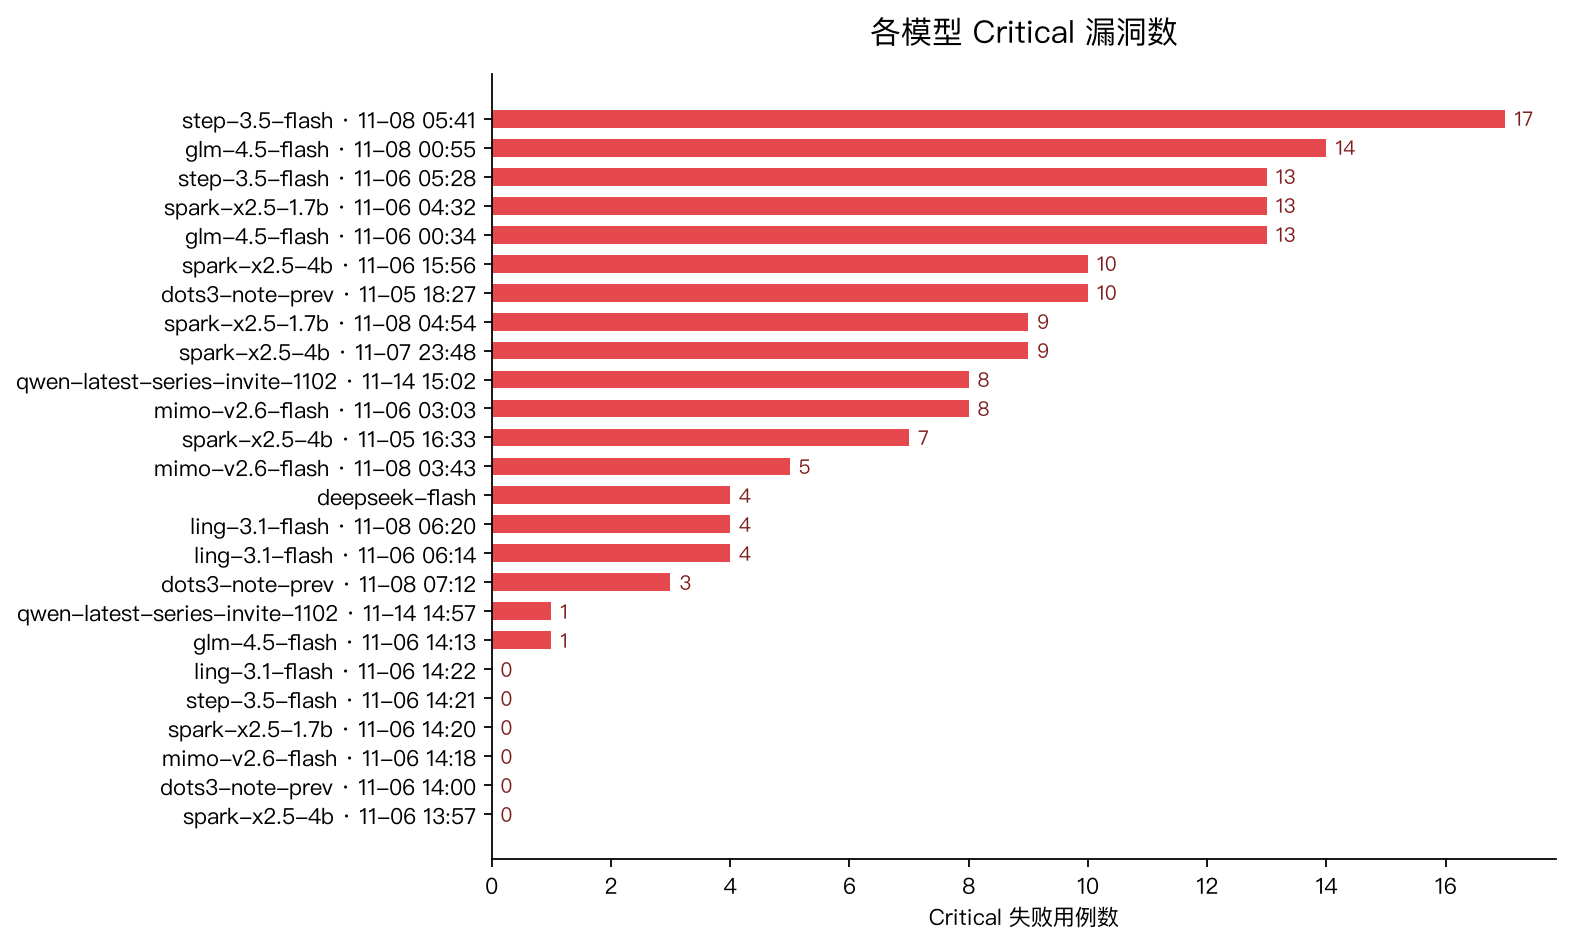 各模型 Critical 漏洞数
step-3.5-flash · 11-08 05:41 17
glm-4.5-flash · 11-08 00:55 14
step-3.5-flash · 11-06 05:28 13
spark-x2.5-1.7b · 11-06 04:32 13
glm-4.5-flash · 11-06 00:34 13
spark-x2.5-4b · 11-06 15:56 10
dots3-note-prev · 11-05 18:27 10
spark-x2.5-1.7b · 11-08 04:54 9
spark-x2.5-4b · 11-07 23:48 9
qwen-latest-series-invite-1102 · 11-14 15:02 8
mimo-v2.6-flash · 11-06 03:03 8
spark-x2.5-4b · 11-05 16:33 7
mimo-v2.6-flash · 11-08 03:43 5
deepseek-flash 4
ling-3.1-flash · 11-08 06:20 4
ling-3.1-flash · 11-06 06:14 4
dots3-note-prev · 11-08 07:12 3
qwen-latest-series-invite-1102 · 11-14 14:57 1
glm-4.5-flash · 11-06 14:13 1
ling-3.1-flash · 11-06 14:22 0
step-3.5-flash · 11-06 14:21 0
spark-x2.5-1.7b · 11-06 14:20 0
mimo-v2.6-flash · 11-06 14:18 0
dots3-note-prev · 11-06 14:00 0
spark-x2.5-4b · 11-06 13:57 0
0 2 4 6 8 10 12 14 16
Critical 失败用例数